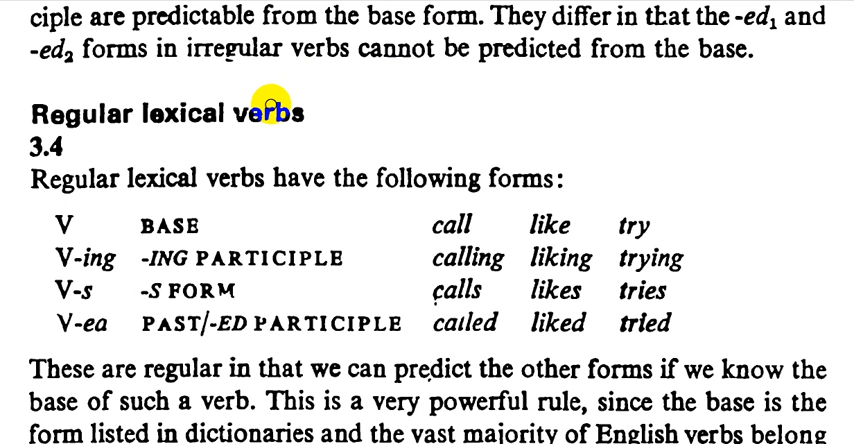 ciple are predictable from the base form. They differ in that the -ed₁ and
-ed₂ forms in irregular verbs cannot be predicted from the base.
Regular lexical verbs
3.4
Regular lexical verbs have the following forms:
V BASE call like try
V-ing -ING PARTICIPLE calling liking trying
V-s -S FORM calls likes tries
V-ed PAST/-ED PARTICIPLE called liked tried
These are regular in that we can predict the other forms if we know the
base of such a verb. This is a very powerful rule, since the base is the
form listed in dictionaries and the vast majority of English verbs belong